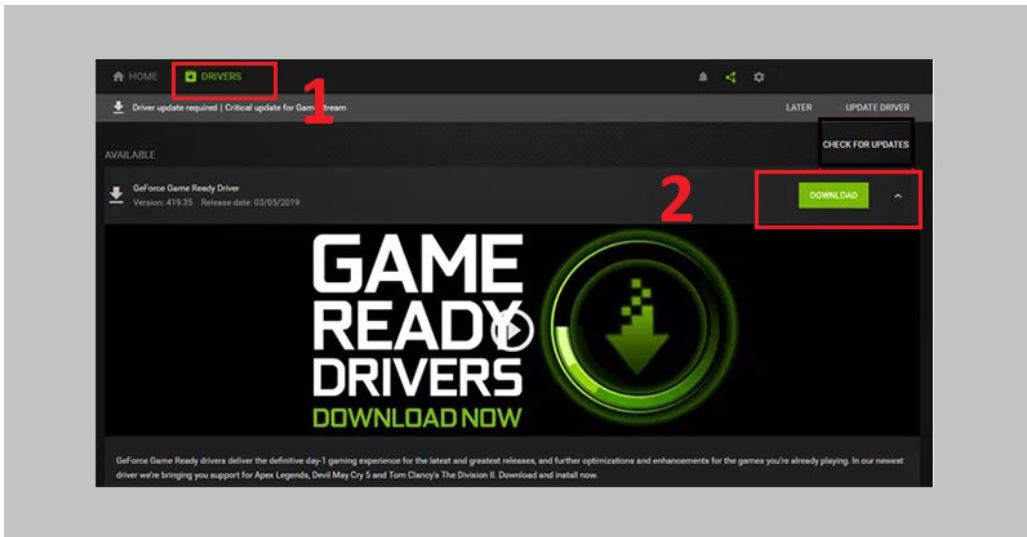 HOME DRIVERS
1
Driver update required | Critical update for GameStream LATER UPDATE DRIVER
CHECK FOR UPDATES
AVAILABLE
GeForce Game Ready Driver
Version: 419.35 Release date: 03/05/2019
2
DOWNLOAD
GAME
READY
DRIVERS
DOWNLOAD NOW
GeForce Game Ready drivers deliver the definitive day-1 gaming experience for the latest and greatest releases, and further optimizations and enhancements for the games you're already playing. In our newest
driver we're bringing you support for Apex Legends, Devil May Cry 5 and Tom Clancy's The Division II. Download and install now.